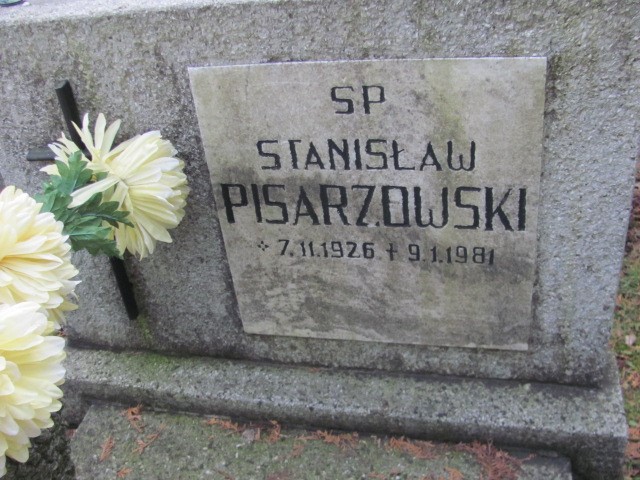 SP
STANISŁAW
PISARZOWSKI
* 7.11.1926 + 9.1.1981